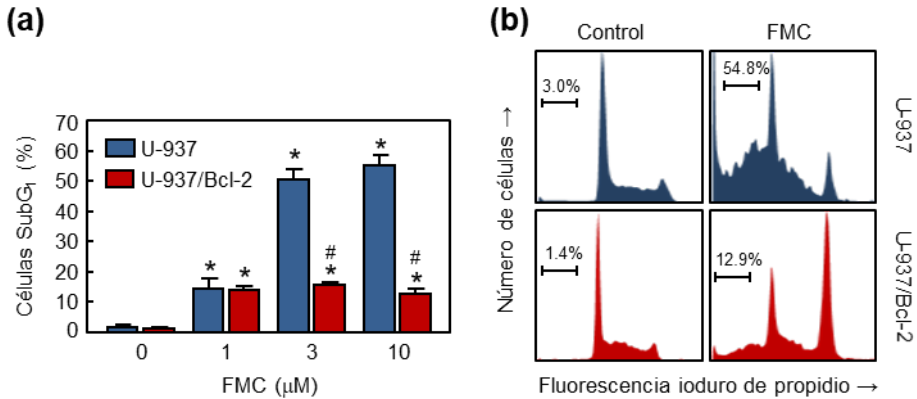 (a)
Células SubG₁ (%)
70
60
50
40
30
20
10
0
U-937
U-937/Bcl-2
* * * # * * # *
0 1 3 10
FMC (μM)
(b)
Control FMC
Número de células →
3.0%
54.8%
U-937
1.4%
12.9%
U-937/Bcl-2
Fluorescencia ioduro de propidio →